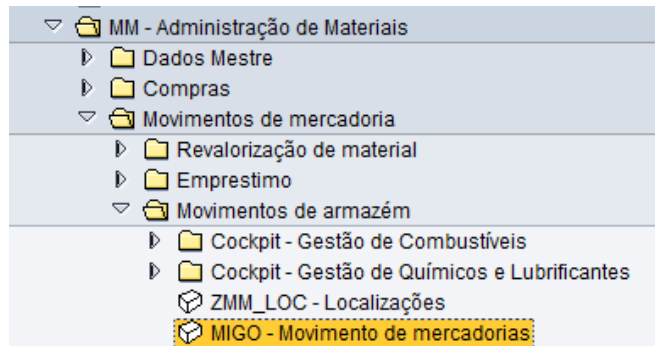 MM - Administração de Materiais
Dados Mestre
Compras
Movimentos de mercadoria
Revalorização de material
Emprestimo
Movimentos de armazém
Cockpit - Gestão de Combustíveis
Cockpit - Gestão de Químicos e Lubrificantes
ZMM_LOC - Localizações
MIGO - Movimento de mercadorias